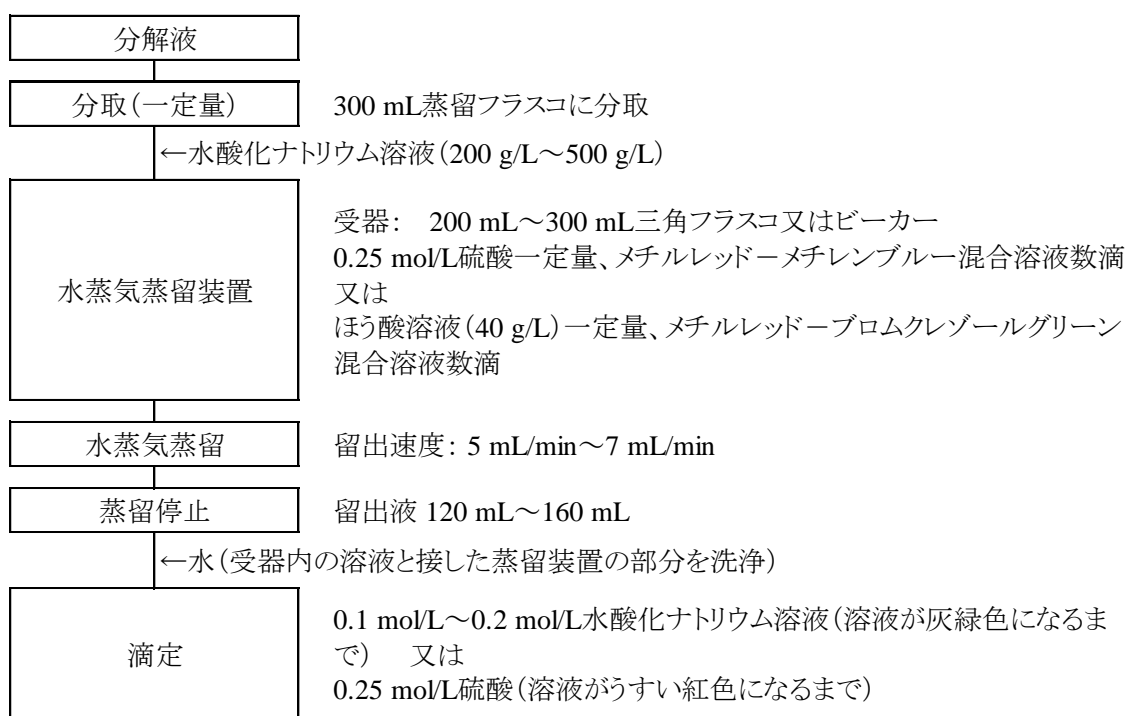 分解液
分取(一定量) 300 mL蒸留フラスコに分取
←水酸化ナトリウム溶液(200 g/L～500 g/L)
水蒸気蒸留装置
受器: 200 mL～300 mL三角フラスコ又はビーカー
0.25 mol/L硫酸一定量、メチルレッド－メチレンブルー混合溶液数滴
又は
ほう酸溶液(40 g/L)一定量、メチルレッド－ブロムクレゾールグリーン
混合溶液数滴
水蒸気蒸留 留出速度: 5 mL/min～7 mL/min
蒸留停止 留出液 120 mL～160 mL
←水(受器内の溶液と接した蒸留装置の部分を洗浄)
滴定
0.1 mol/L～0.2 mol/L水酸化ナトリウム溶液(溶液が灰緑色になるま
で) 又は
0.25 mol/L硫酸(溶液がうすい紅色になるまで)